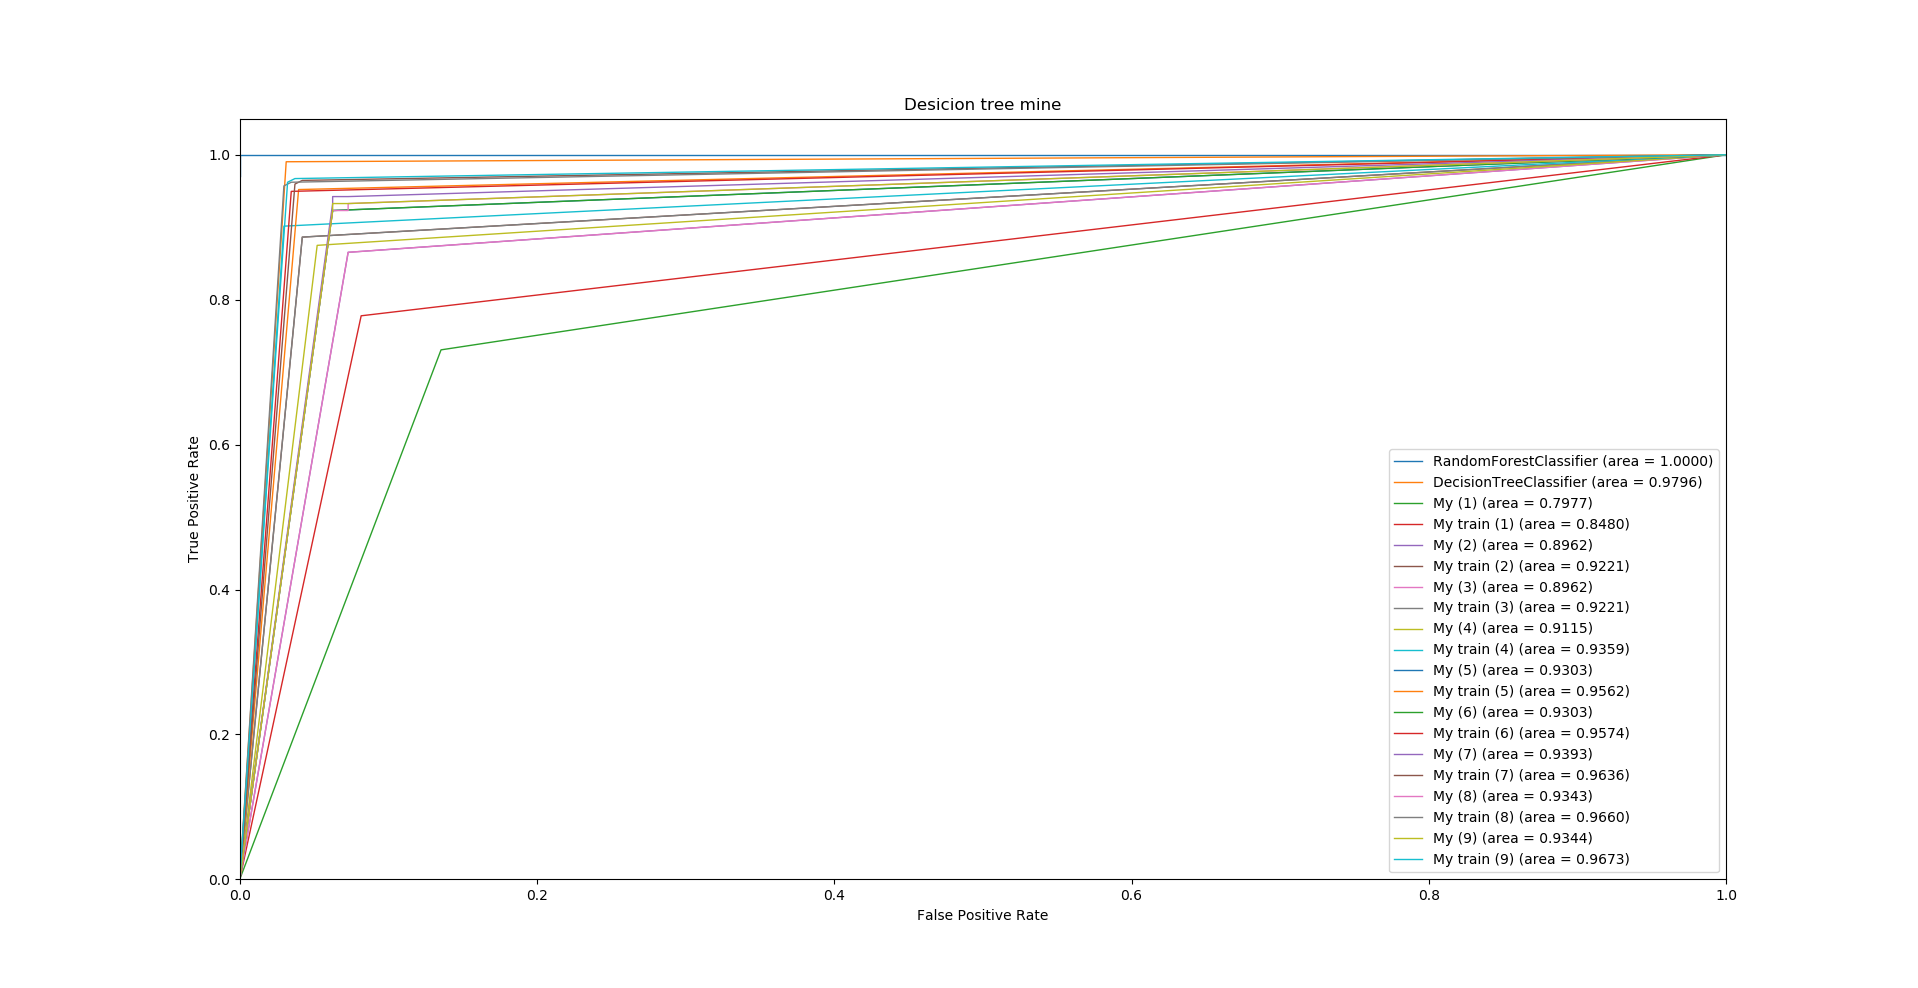 Desicion tree mine
True Positive Rate
1.0
0.8
0.6
0.4
0.2
0.0
0.0 0.2 0.4 0.6 0.8 1.0
False Positive Rate
RandomForestClassifier (area = 1.0000)
DecisionTreeClassifier (area = 0.9796)
My (1) (area = 0.7977)
My train (1) (area = 0.8480)
My (2) (area = 0.8962)
My train (2) (area = 0.9221)
My (3) (area = 0.8962)
My train (3) (area = 0.9221)
My (4) (area = 0.9115)
My train (4) (area = 0.9359)
My (5) (area = 0.9303)
My train (5) (area = 0.9562)
My (6) (area = 0.9303)
My train (6) (area = 0.9574)
My (7) (area = 0.9393)
My train (7) (area = 0.9636)
My (8) (area = 0.9343)
My train (8) (area = 0.9660)
My (9) (area = 0.9344)
My train (9) (area = 0.9673)